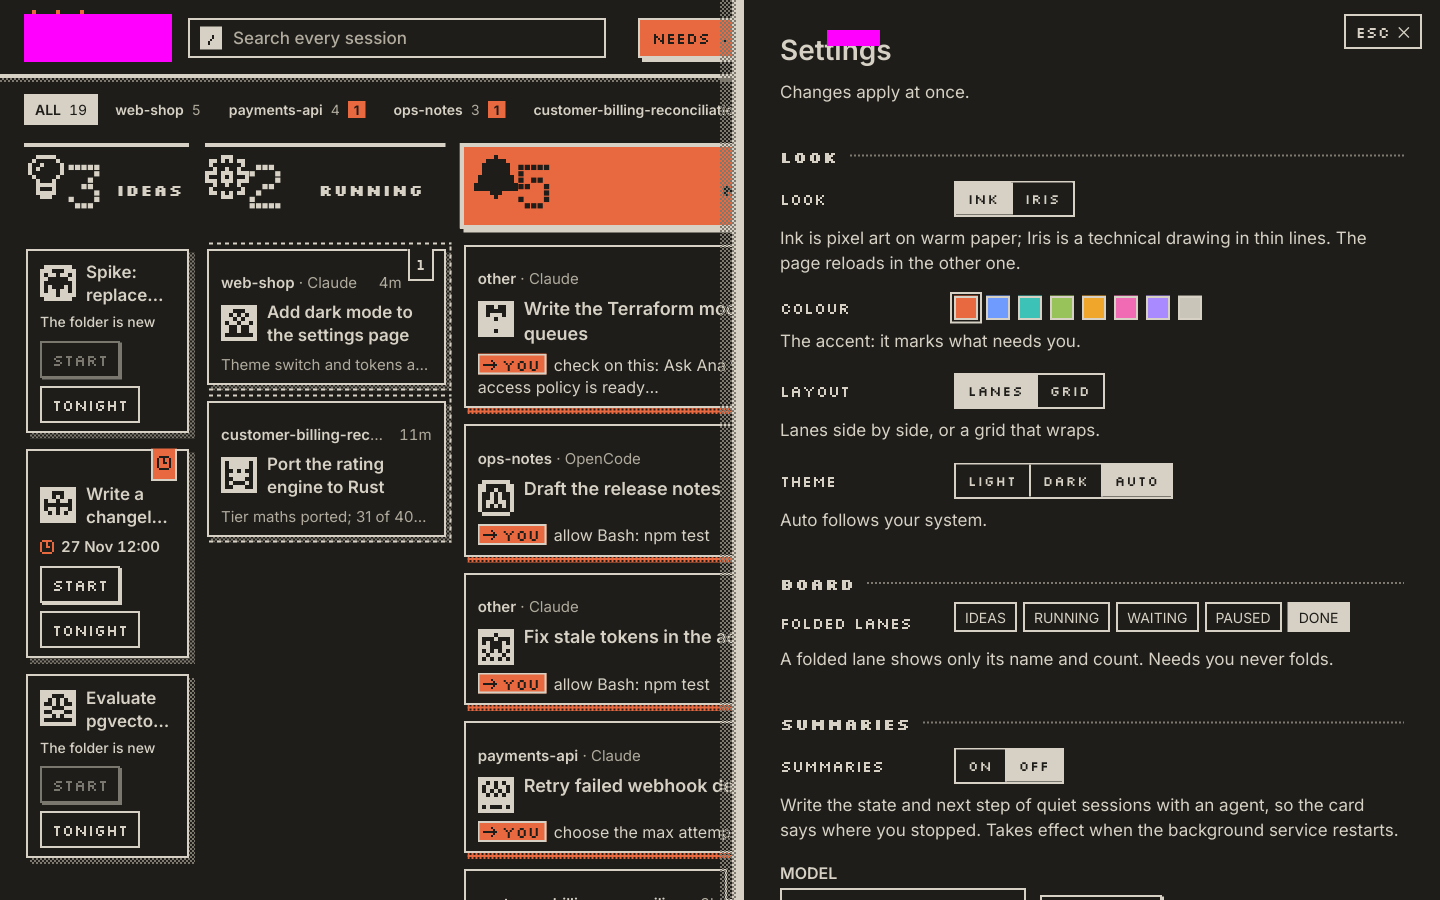 / Search every session
NEEDS
ALL 19
web-shop 5
payments-api 4 1
ops-notes 3 1
3 IDEAS
2 RUNNING
5
Spike:
replace...
The folder is new
START
TONIGHT
Write a
changel...
27 Nov 12:00
START
TONIGHT
Evaluate
pgvecto...
The folder is new
START
TONIGHT
1
web-shop · Claude 4m
Add dark mode to
the settings page
Theme switch and tokens a...
customer-billing-rec... 11m
Port the rating
engine to Rust
Tier maths ported; 31 of 40...
other · Claude
Write the Terraform
queues
→ YOU check on this: Ask Ana
access policy is ready...
ops-notes · OpenCode
Draft the release notes
→ YOU allow Bash: npm test
other · Claude
Fix stale tokens in the
→ YOU allow Bash: npm test
payments-api · Claude
Retry failed webhook
→ YOU choose the max
Settings
ESC ×
Changes apply at once.
LOOK
LOOK
INK IRIS
Ink is pixel art on warm paper; Iris is a technical drawing in thin lines. The
page reloads in the other one.
COLOUR
The accent: it marks what needs you.
LAYOUT
LANES GRID
Lanes side by side, or a grid that wraps.
THEME
LIGHT DARK AUTO
Auto follows your system.
BOARD
FOLDED LANES
IDEAS RUNNING WAITING PAUSED DONE
A folded lane shows only its name and count. Needs you never folds.
SUMMARIES
SUMMARIES
ON OFF
Write the state and next step of quiet sessions with an agent, so the card
says where you stopped. Takes effect when the background service restarts.
MODEL